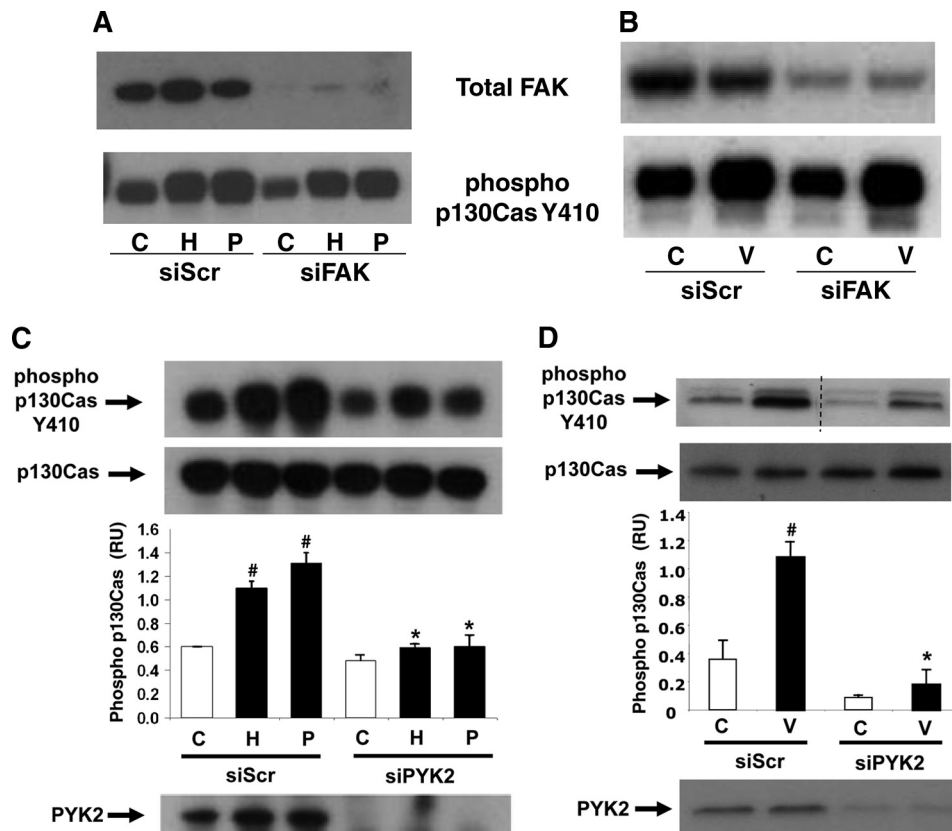 A
B
Total FAK
phospho
p130Cas Y410
C H P C H P
siScr siFAK
C V C V
siScr siFAK
C
phospho
p130Cas
Y410
p130Cas
Phospho p130Cas (RU)
1.6
1.4
1.2
1.0
0.8
0.6
0.4
0.2
0.0
# # * *
C H P C H P
siScr siPYK2
PYK2
D
phospho
p130Cas
Y410
p130Cas
Phospho p130Cas (RU)
1.4
1.2
0.8
0.6
0.4
0.2
0
# *
C V C V
siScr siPYK2
PYK2